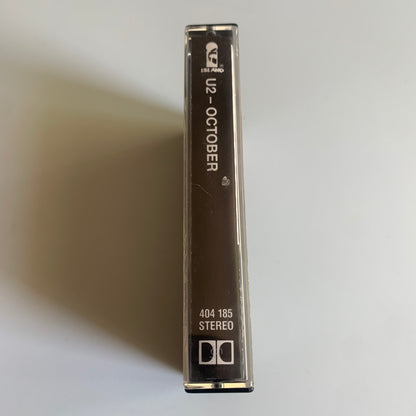 ISLAND
U2 – OCTOBER
404 185
STEREO